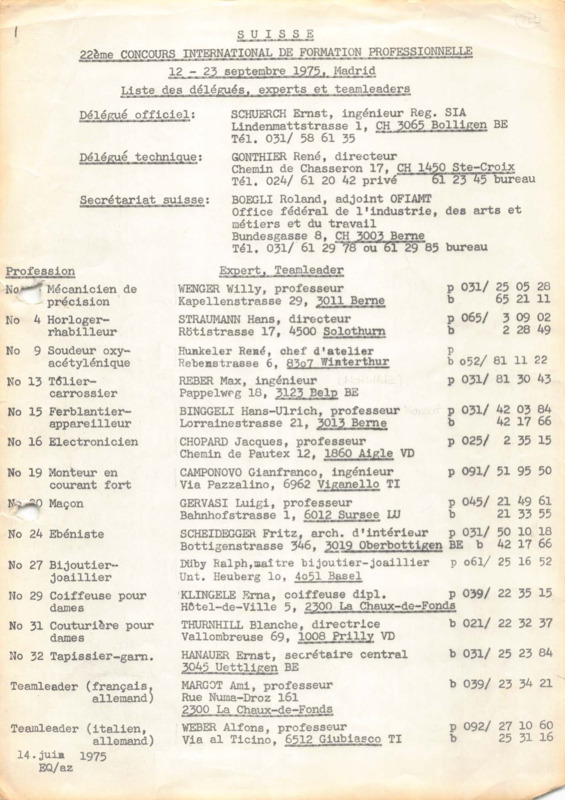 SUISSE
22ème CONCOURS INTERNATIONAL DE FORMATION PROFESSIONNELLE
12 - 23 septembre 1975, Madrid
Liste des délégués, experts et teamleaders
Délégué officiel: SCHUERCH Ernst, ingénieur Reg. SIA
Lindenmattstrasse 1, CH 3065 Bolligen BE
Tél. 031/ 58 61 35
Délégué technique: GONTHIER René, directeur
Chemin de Chasseron 17, CH 1450 Ste-Croix
Tél. 024/ 61 20 42 privé 61 23 45 bureau
Secrétariat suisse: BOEGLI Roland, adjoint OFIAMT
Office fédéral de l'industrie, des arts et
métiers et du travail
Bundesgasse 8, CH 3003 Berne
Tél. 031/ 61 29 78 ou 61 29 85 bureau
Profession Expert, Teamleader
No Mécanicien de WENGER Willy, professeur p 031/ 25 05 28
précision Kapellenstrasse 29, 3011 Berne b 65 21 11
No 4 Horloger- STRAUMANN Hans, directeur p 065/ 3 09 02
rhabilleur Rötistrasse 17, 4500 Solothurn b 2 28 49
No 9 Soudeur oxy- Hunkeler René, chef d'atelier p
acétylénique Rebenstrasse 6, 8307 Winterthur b 052/ 81 11 22
No 13 Tôlier- REBER Max, ingénieur p 031/ 81 30 43
carrossier Pappelweg 18, 3123 Belp BE
No 15 Ferblantier- BINGGELI Hans-Ulrich, professeur p 031/ 42 03 84
appareilleur Lorrainestrasse 21, 3013 Berne b 42 17 66
No 16 Electronicien CHOPARD Jacques, professeur p 025/ 2 35 15
Chemin de Pautex 12, 1860 Aigle VD
No 19 Monteur en CAMPONOVO Gianfranco, ingénieur p 091/ 51 95 50
courant fort Via Pazzalino, 6962 Viganello TI
No 20 Maçon GERVASI Luigi, professeur p 045/ 21 49 61
Bahnhofstrasse 1, 6012 Sursee LU b 21 33 55
No 24 Ebéniste SCHEIDEGGER Fritz, arch. d'intérieur p 031/ 50 10 18
Bottigenstrasse 346, 3019 Oberbottigen BE b 42 17 66
No 27 Bijoutier- Düby Ralph,maître bijoutier-joaillier p o61/ 25 16 52
joaillier Unt. Heuberg lo, 4o51 Basel
No 29 Coiffeuse pour KLINGELE Erna, coiffeuse dipl. p 039/ 22 35 15
dames Hôtel-de-Ville 5, 2300 La Chaux-de-Fonds
No 31 Couturière pour THURNHILL Blanche, directrice b 021/ 22 32 37
dames Vallombreuse 69, 1008 Prilly VD
No 32 Tapissier-garn. HANAUER Ernst, secrétaire central b 031/ 25 23 84
3045 Uettligen BE
Teamleader (français, MARGOT Ami, professeur b 039/ 23 34 21
allemand) Rue Numa-Droz 161
2300 La Chaux-de-Fonds
Teamleader (italien, WEBER Alfons, professeur p 092/ 27 10 60
allemand) Via al Ticino, 6512 Giubiasco TI b 25 31 16
14.juin 1975
EQ/az